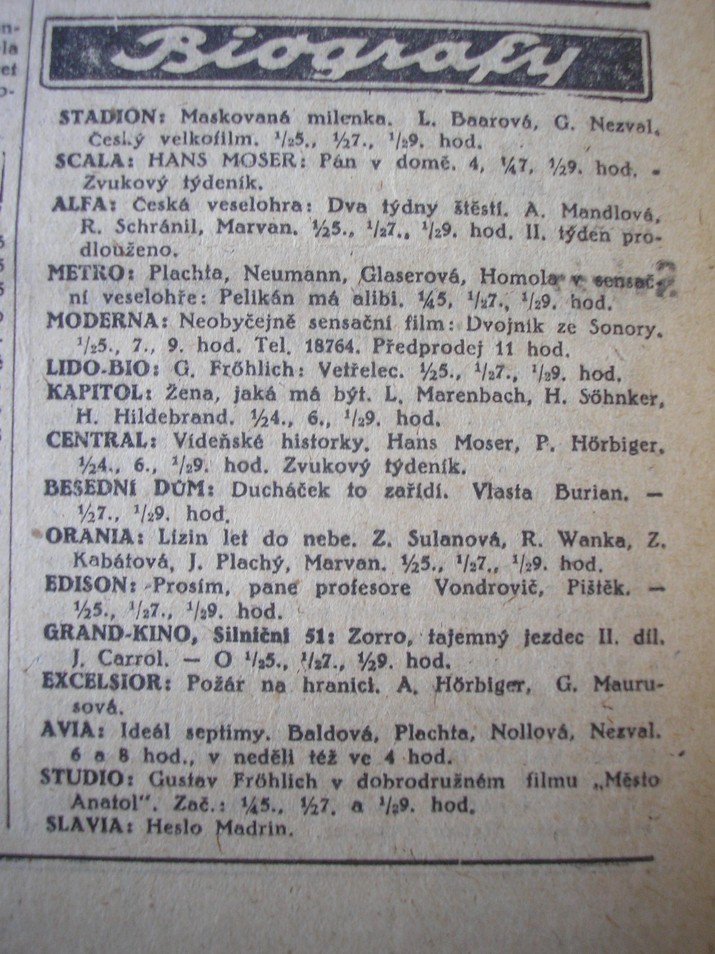 Biografy
STADION: Maskovaná milenka. L. Baarová, G. Nezval.
Český velkofilm. ½5., ½7., ½9. hod.
SCALA: HANS MOSER: Pán v domě. 4, ¼7, ½9. hod. -
Zvukový týdeník.
ALFA: Česká veselohra: Dva týdny štěstí. A. Mandlová,
R. Schránil, Marvan. ½5., ½7., ½9. hod. II. týden pro-
dlouženo.
METRO: Plachta, Neumann, Glaserová, Homola v sensač-
ní veselohře: Pelikán má alibi. ¼5, ½7., ½9. hod.
MODERNA: Neobyčejně sensační film: Dvojník ze Sonory.
½5., 7., 9. hod. Tel. 18764. Předprodej 11 hod.
LIDO-BIO: G. Fröhlich: Vetřelec. ½5., ½7., ½9. hod.
KAPITOL: Žena, jaká má být. L. Marenbach, H. Söhnker,
H. Hildebrand. ½4., 6., ½9. hod.
CENTRAL: Vídeňské historky. Hans Moser, P. Hörbiger,
½4., 6., ½9. hod. Zvukový týdeník.
BESEDNÍ DŮM: Ducháček to zařídí. Vlasta Burian. —
½7., ½9. hod.
ORANIA: Lízin let do nebe. Z. Sulanová, R. Wanka, Z.
Kabátová, J. Plachý, Marvan. ½5., ½7., ½9. hod.
EDISON: Prosím, pane profesore Vondrovič, Pištěk. —
½5., ½7., ½9. hod.
GRAND-KINO, Silniční 51: Zorro, tajemný jezdec II. díl.
J. Carrol. — O ½5., ½7., ½9. hod.
EXCELSIOR: Požár na hranici. A. Hörbiger, G. Mauru-
sová.
AVIA: Ideál septimy. Baldová, Plachta, Nollová, Nezval.
6 a 8 hod., v neděli též ve 4 hod.
STUDIO: Gustav Fröhlich v dobrodružném filmu „Město
Anatol". Zač.: ¼5., ½7. a ½9. hod.
SLAVIA: Heslo Madrin.